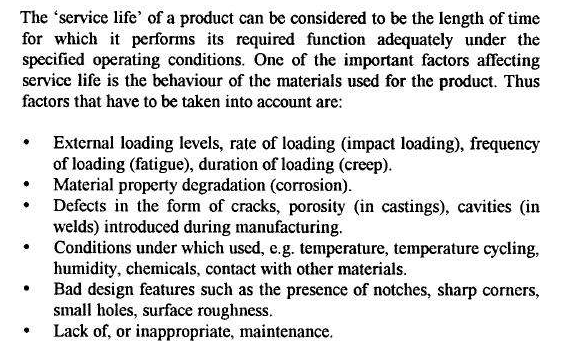 The ‘service life’ of a product can be considered to be the length of time
for which it performs its required function adequately under the
specified operating conditions. One of the important factors affecting
service life is the behaviour of the materials used for the product. Thus
factors that have to be taken into account are:
• External loading levels, rate of loading (impact loading), frequency
of loading (fatigue), duration of loading (creep).
• Material property degradation (corrosion).
• Defects in the form of cracks, porosity (in castings), cavities (in
welds) introduced during manufacturing.
• Conditions under which used, e.g. temperature, temperature cycling,
humidity, chemicals, contact with other materials.
• Bad design features such as the presence of notches, sharp corners,
small holes, surface roughness.
• Lack of, or inappropriate, maintenance.